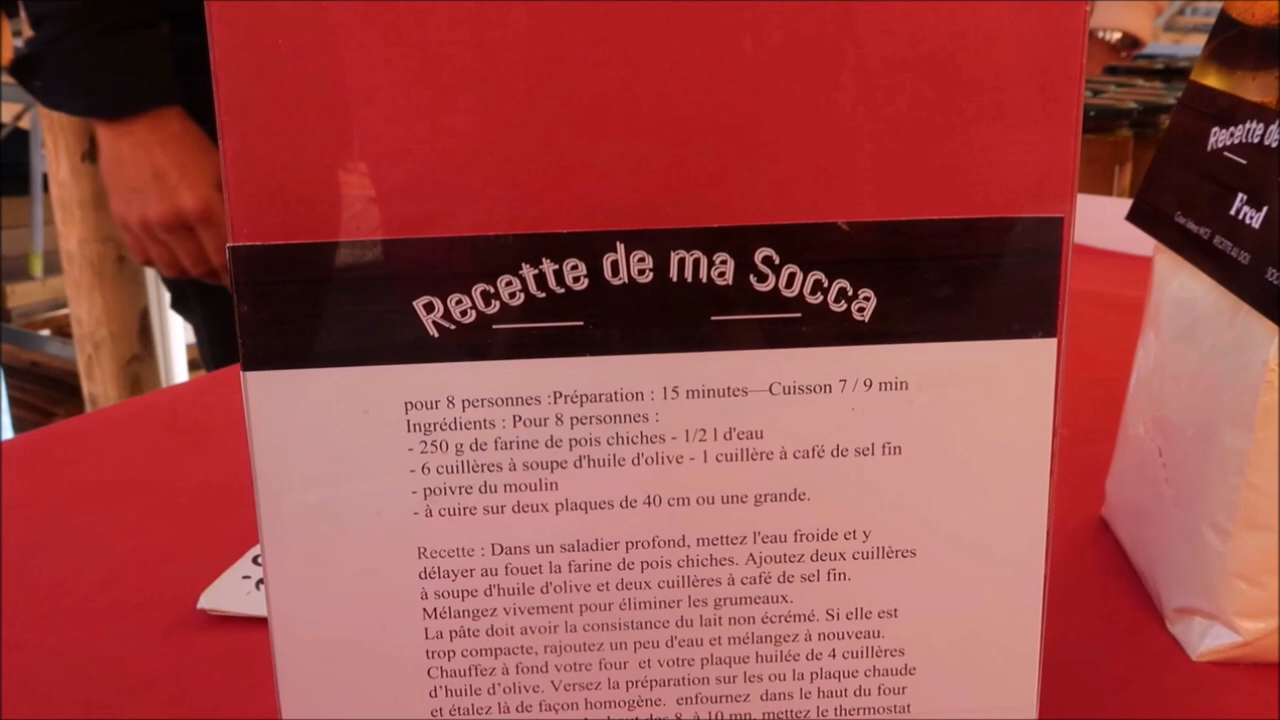 Recette de ma Socca
pour 8 personnes :Préparation : 15 minutes—Cuisson 7 / 9 min
Ingrédients : Pour 8 personnes :
- 250 g de farine de pois chiches - 1/2 l d'eau
- 6 cuillères à soupe d'huile d'olive - 1 cuillère à café de sel fin
- poivre du moulin
- à cuire sur deux plaques de 40 cm ou une grande.
Recette : Dans un saladier profond, mettez l'eau froide et y
délayer au fouet la farine de pois chiches. Ajoutez deux cuillères
à soupe d'huile d'olive et deux cuillères à café de sel fin.
Mélangez vivement pour éliminer les grumeaux.
La pâte doit avoir la consistance du lait non écrémé. Si elle est
trop compacte, rajoutez un peu d'eau et mélangez à nouveau.
Chauffez à fond votre four et votre plaque huilée de 4 cuillères
d’huile d’olive. Versez la préparation sur les ou la plaque chaude
et étalez là de façon homogène. enfournez dans le haut du four
8 à 10 mn, mettez le thermostat
Recette de
Fred